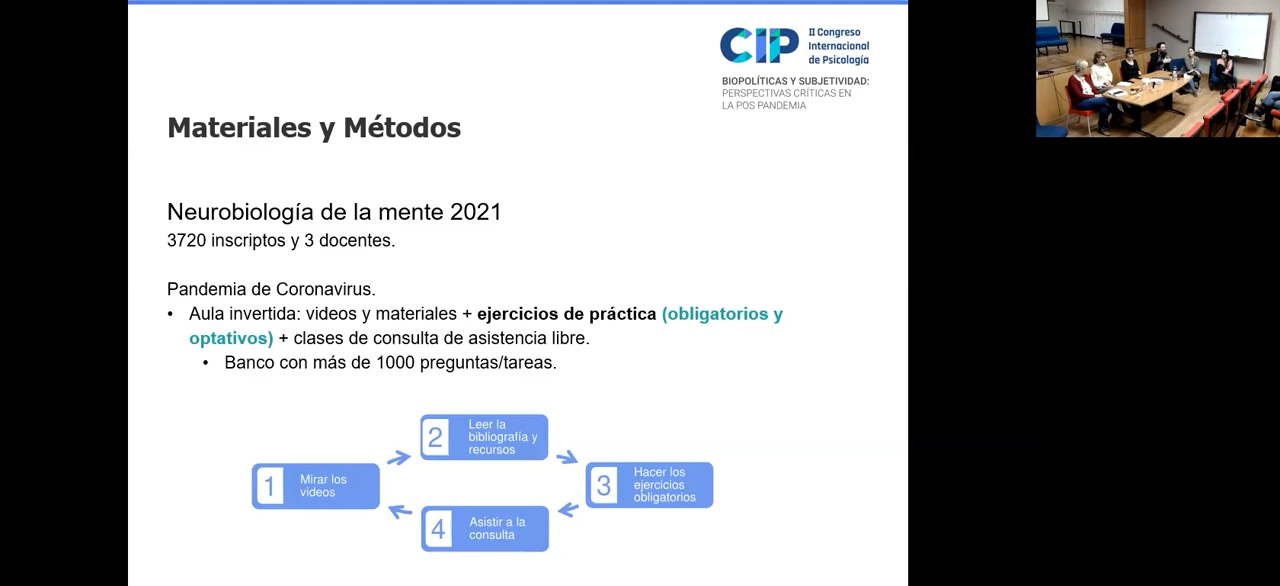 CIP
II Congreso
Internacional
de Psicología
BIOPOLÍTICAS Y SUBJETIVIDAD:
PERSPECTIVAS CRÍTICAS EN
LA POS PANDEMIA
Materiales y Métodos
Neurobiología de la mente 2021
3720 inscriptos y 3 docentes.
Pandemia de Coronavirus.
• Aula invertida: videos y materiales + ejercicios de práctica (obligatorios y
optativos) + clases de consulta de asistencia libre.
• Banco con más de 1000 preguntas/tareas.
1 Mirar los
videos
2 Leer la
bibliografía y
recursos
3 Hacer los
ejercicios
obligatorios
4 Asistir a la
consulta